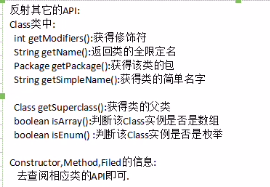 反射其它的API:
Class类中:
int getModifiers():获得修饰符
String getName():返回类的全限定名
Package getPackage():获得该类的包
String getSimpleName():获得类的简单名字
Class getSuperclass():获得类的父类
boolean isArray():判断该Class实例是否是数组
boolean isEnum() :判断该Class实例是否是枚举
Constructor,Method,Filed的信息:
去查阅相应类的API即可.